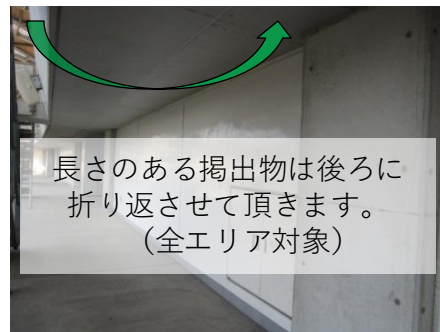 長さのある掲出物は後ろに
折り返させて頂きます。
（全エリア対象）